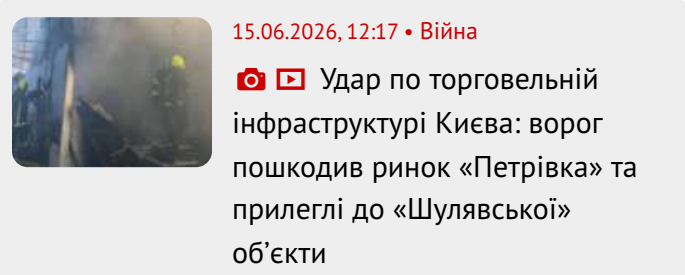 15.06.2026, 12:17 • Війна
Удар по торговельній
інфраструктурі Києва: ворог
пошкодив ринок «Петрівка» та
прилеглі до «Шулявської»
об’єкти